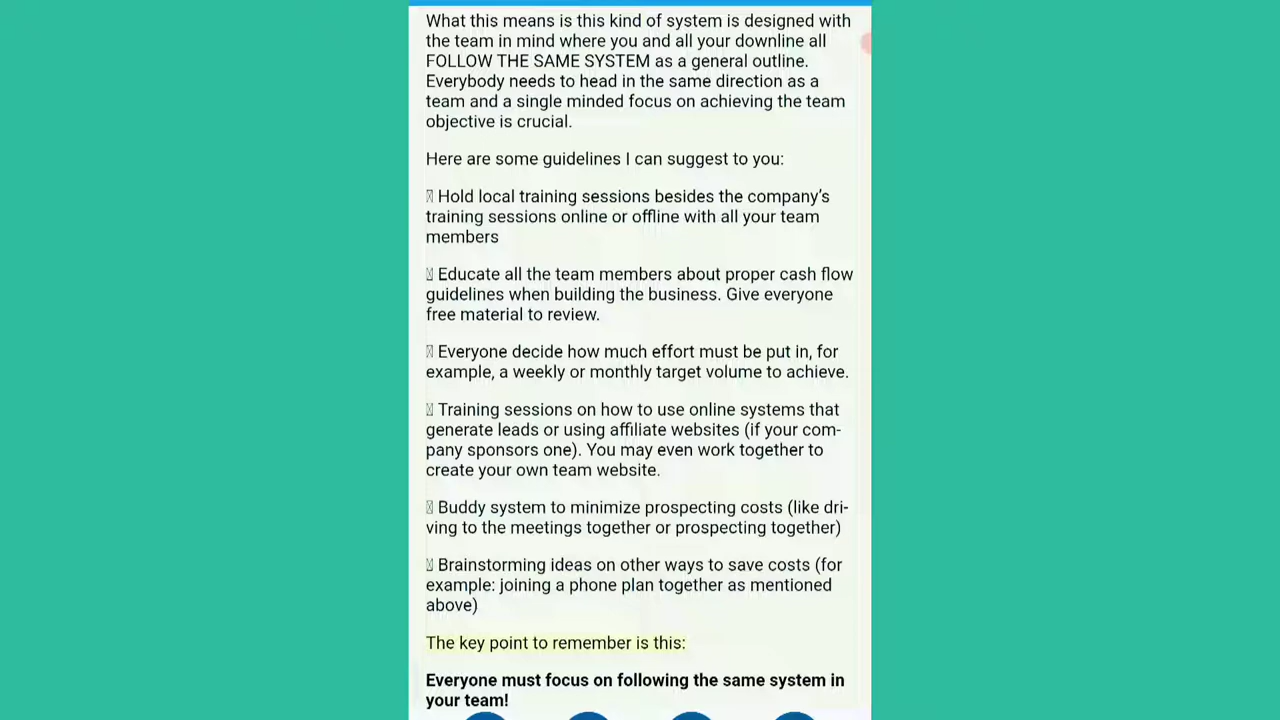 What this means is this kind of system is designed with
the team in mind where you and all your downline all
FOLLOW THE SAME SYSTEM as a general outline.
Everybody needs to head in the same direction as a
team and a single minded focus on achieving the team
objective is crucial.
Here are some guidelines I can suggest to you:
Hold local training sessions besides the company's
training sessions online or offline with all your team
members
Educate all the team members about proper cash flow
guidelines when building the business. Give everyone
free material to review.
Everyone decide how much effort must be put in, for
example, a weekly or monthly target volume to achieve.
Training sessions on how to use online systems that
generate leads or using affiliate websites (if your com-
pany sponsors one). You may even work together to
create your own team website.
Buddy system to minimize prospecting costs (like dri-
ving to the meetings together or prospecting together)
Brainstorming ideas on other ways to save costs (for
example: joining a phone plan together as mentioned
above)
The key point to remember is this:
Everyone must focus on following the same system in
your team!